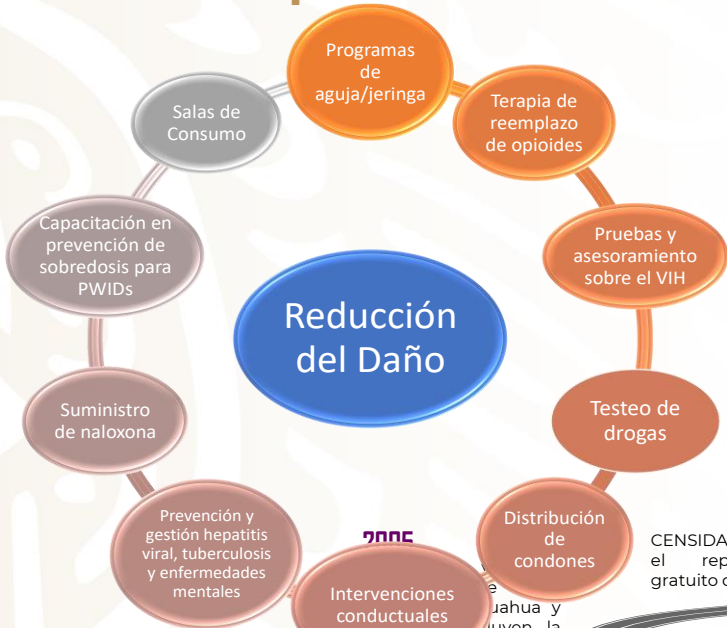 Programas
de
aguja/jeringa
Terapia de
reemplazo
de opioides
Pruebas y
asesoramiento
sobre el VIH
Testeo de
drogas
Distribución
de
condones
Intervenciones
conductuales
Prevención y
gestión hepatitis
viral, tuberculosis
y enfermedades
mentales
Suministro
de naloxona
Capacitación en
prevención de
sobredosis para
PWIDs
Salas de
Consumo
Reducción
del Daño
2005
CENSIDA
el
gratuito
y
la